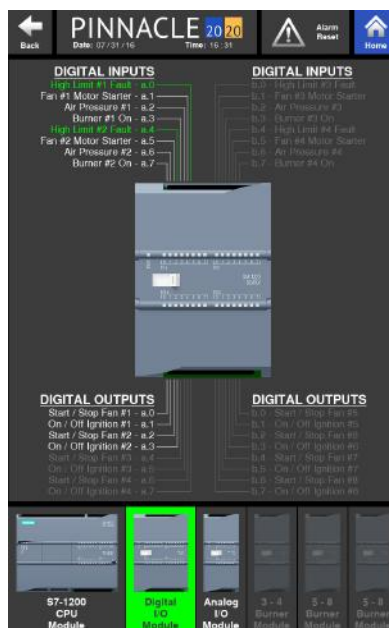 Back
PINNACLE 20 20
Date: 07/31/16 Time: 16:31
Alarm
Reset
Home
DIGITAL INPUTS
High Limit #1 Fault - a.0
Fan #1 Motor Starter - a.1
Air Pressure #1 - a.2
Burner #1 On - a.3
High Limit #2 Fault - a.4
Fan #2 Motor Starter - a.5
Air Pressure #2 - a.6
Burner #2 On - a.7
DIGITAL INPUTS
b.0 - High Limit #3 Fault
b.1 - Fan #3 Motor Starter
b.2 - Air Pressure #3
b.3 - Burner #3 On
b.4 - High Limit #4 Fault
b.5 - Fan #4 Motor Starter
b.6 - Air Pressure #4
b.7 - Burner #4 On
DIGITAL OUTPUTS
Start / Stop Fan #1 - a.0
On / Off Ignition #1 - a.1
Start / Stop Fan #2 - a.2
On / Off Ignition #2 - a.3
Start / Stop Fan #3 - a.4
On / Off Ignition #3 - a.5
Start / Stop Fan #4 - a.6
On / Off Ignition #4 - a.7
DIGITAL OUTPUTS
b.0 - Start / Stop Fan #5
b.1 - On / Off Ignition #5
b.2 - Start / Stop Fan #6
b.3 - On / Off Ignition #6
b.4 - Start / Stop Fan #7
b.5 - On / Off Ignition #7
b.6 - Start / Stop Fan #8
b.7 - On / Off Ignition #8
S7-1200
CPU
Module
Digital
I/O
Module
Analog
I/O
Module
3 - 4
Burner
Module
5 - 8
Burner
Module
5 - 8
Burner
Module